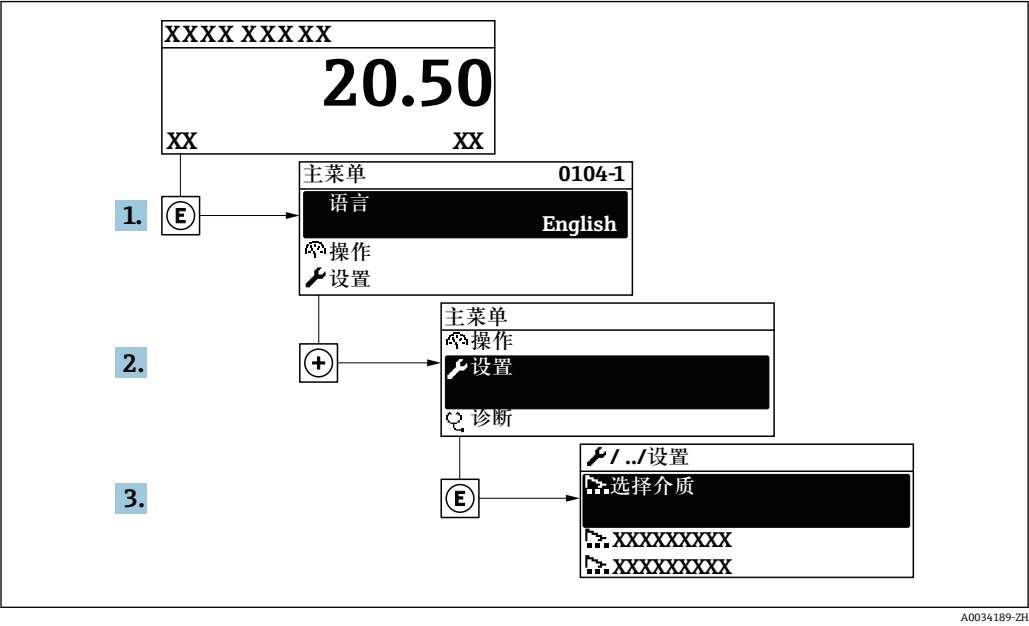 XXXX XXXXX
20.50
XX XX
主菜单 0104-1
语言
English
操作
设置
1. E
主菜单
操作
设置
诊断
2. +
/ ../设置
选择介质
XXXXXXXXX
XXXXXXXXX
3. E
A0034189-ZH